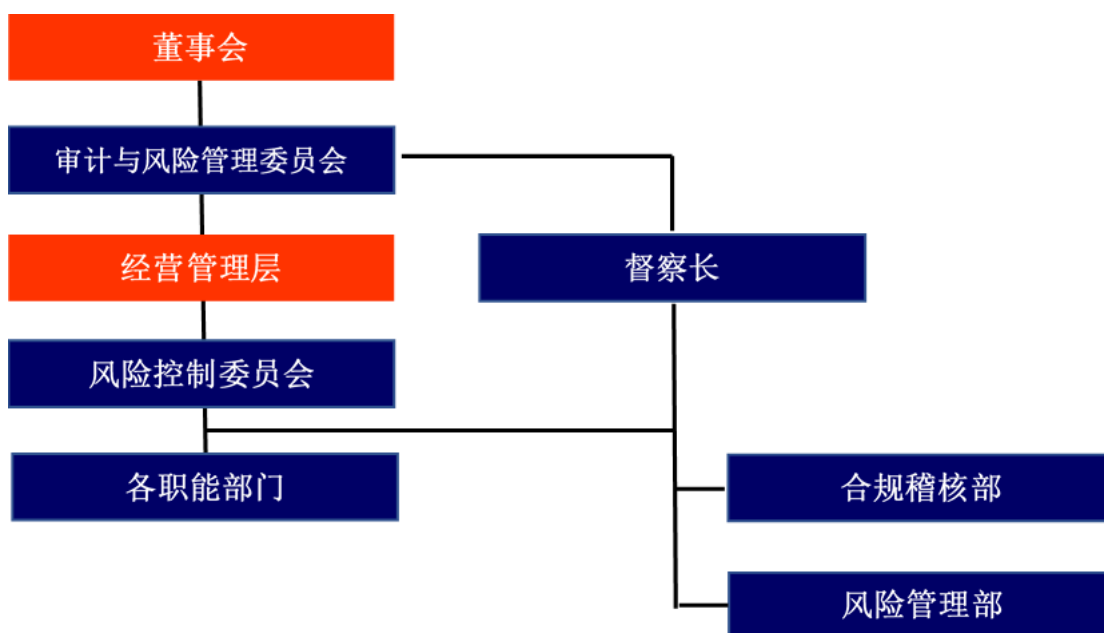 董事会
审计与风险管理委员会
经营管理层
督察长
风险控制委员会
各职能部门
合规稽核部
风险管理部